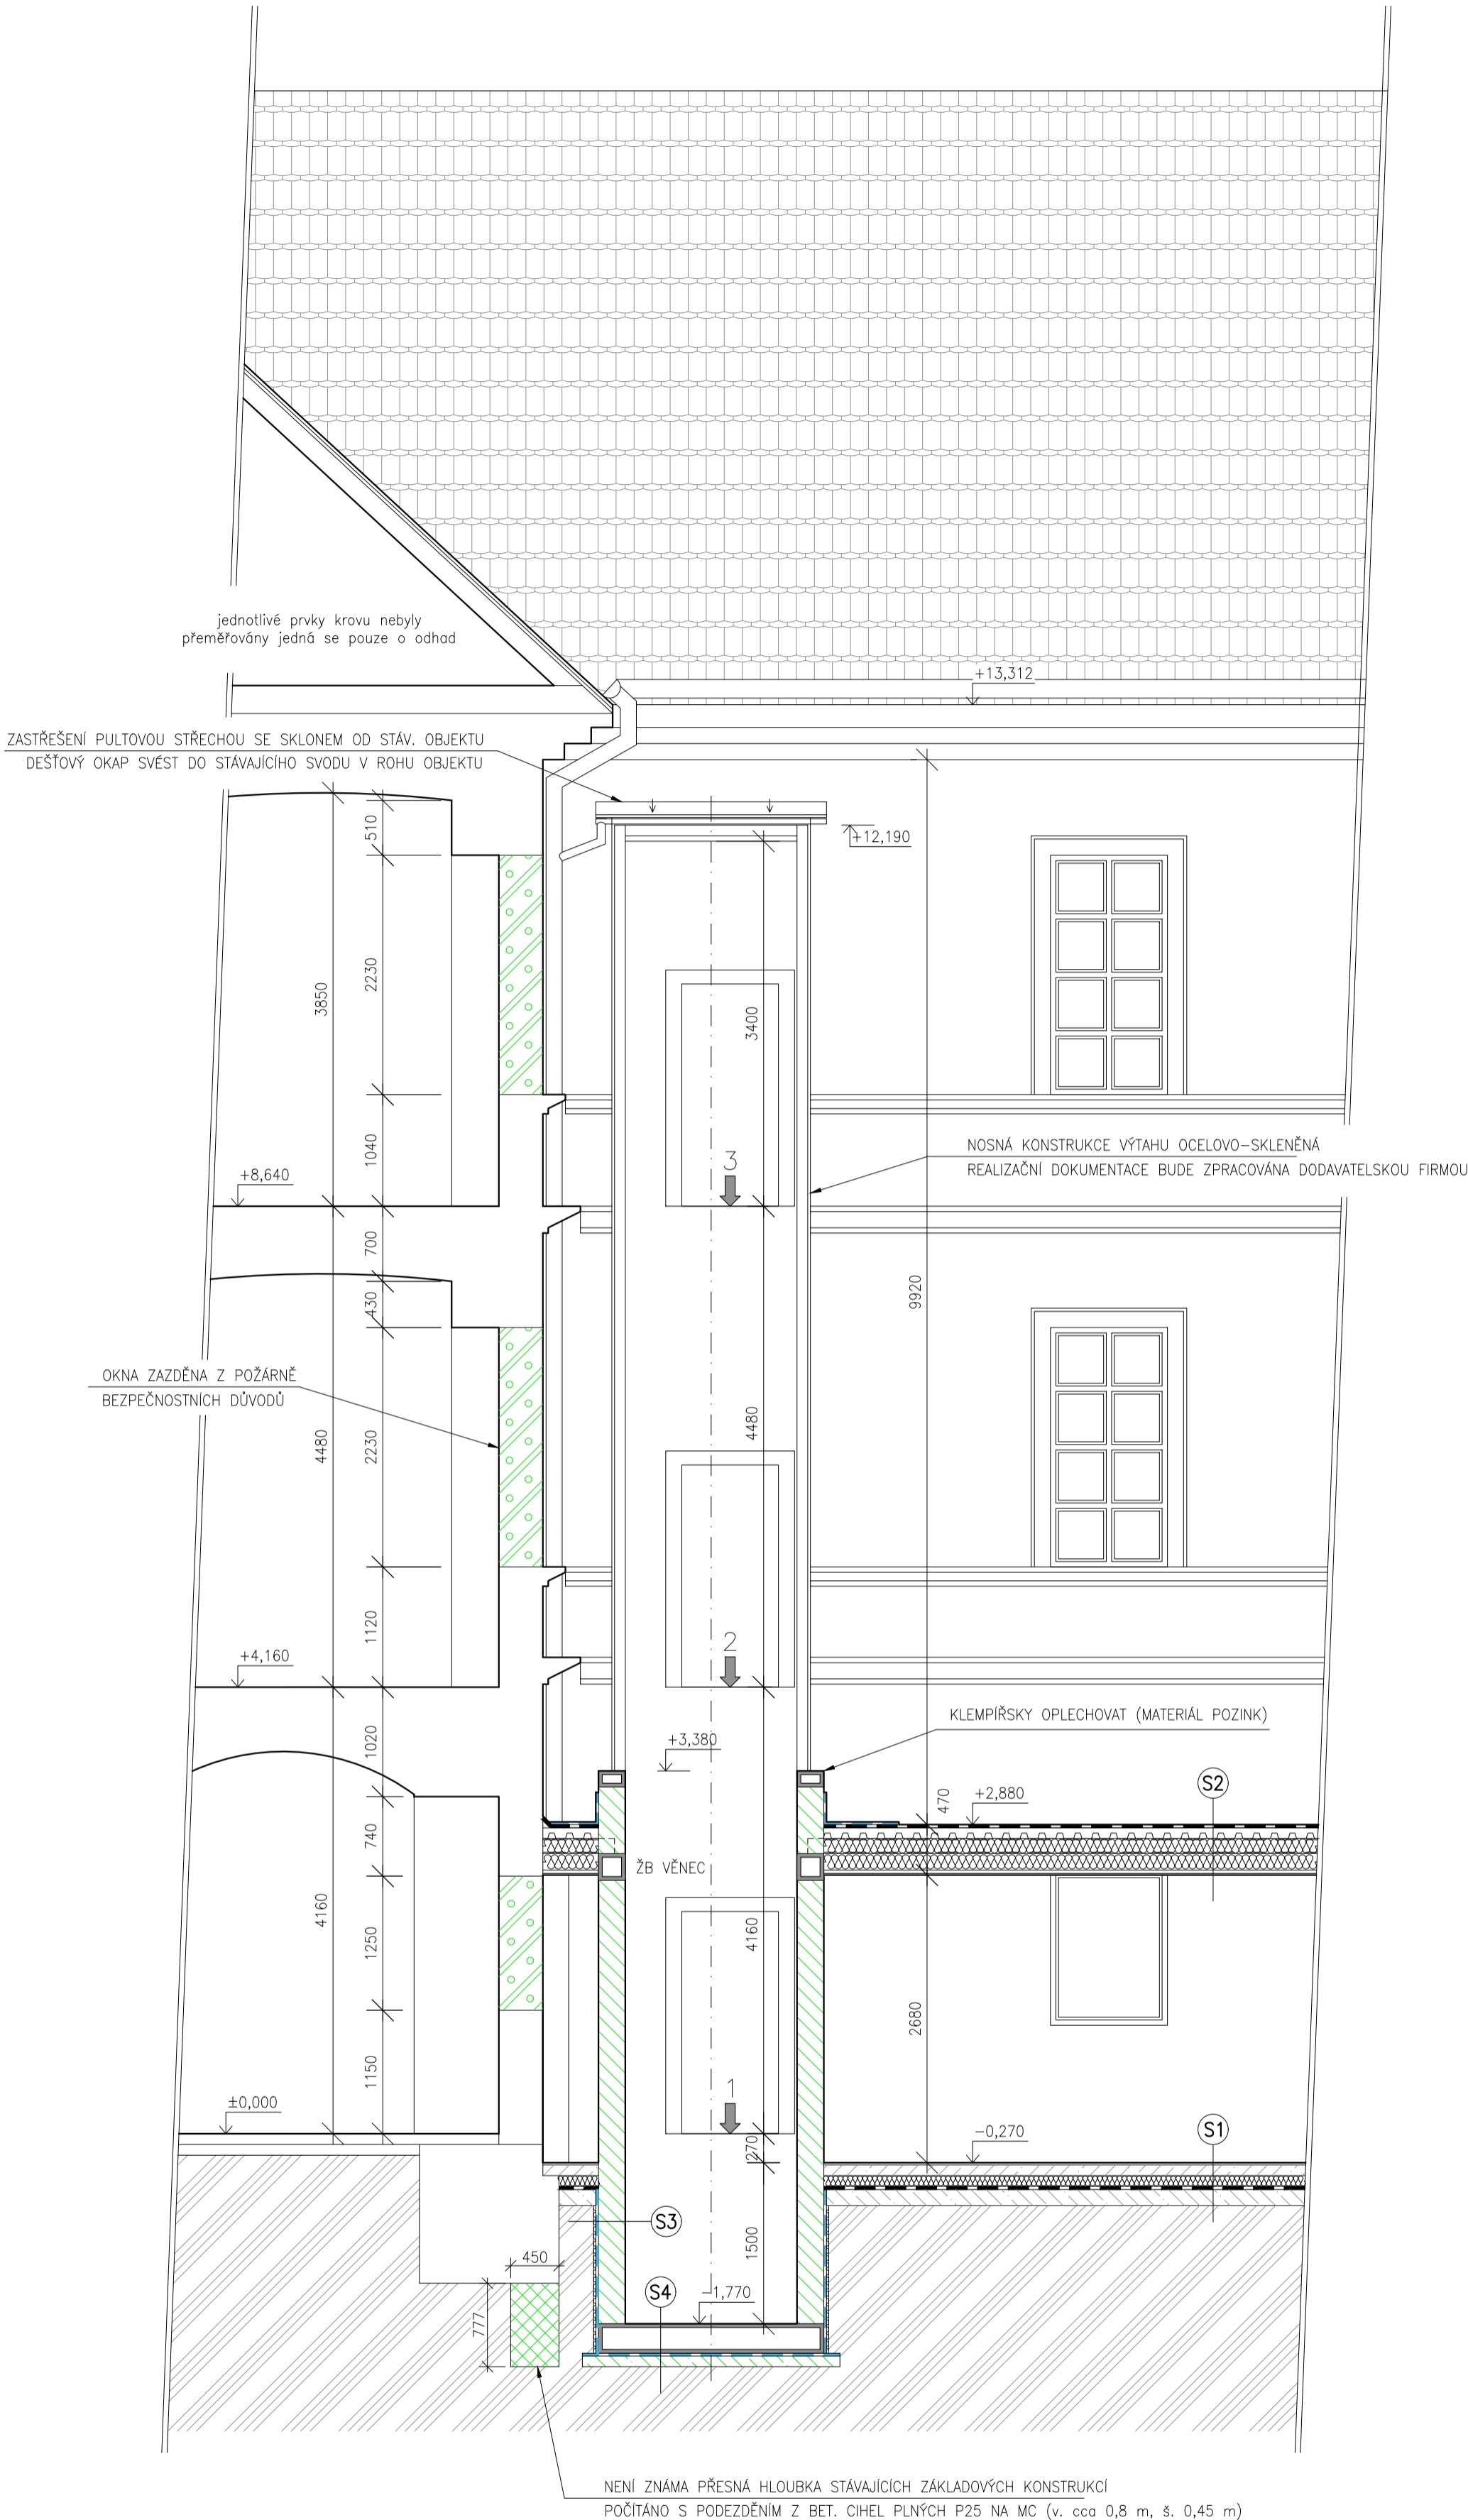 jednotlivé prvky krovu nebyly
přeměřovány jedná se pouze o odhad
+13,312
ZASTŘEŠENÍ PULTOVOU STŘECHOU SE SKLONEM OD STÁV. OBJEKTU
DEŠŤOVÝ OKAP SVÉST DO STÁVAJÍCÍHO SVODU V ROHU OBJEKTU
510
+12,190
2230
3850
3400
1040
3
NOSNÁ KONSTRUKCE VÝTAHU OCELOVO-SKLENĚNÁ
REALIZAČNÍ DOKUMENTACE BUDE ZPRACOVÁNA DODAVATELSKOU FIRMOU
+8,640
700
430
9920
OKNA ZAZDĚNA Z POŽÁRNĚ
BEZPEČNOSTNÍCH DŮVODŮ
4480
2230
4480
1120
2
+4,160
1020
KLEMPÍŘSKY OPLECHOVAT (MATERIÁL POZINK)
+3,380
S2
470
+2,880
740
ŽB VĚNEC
4160
1250
4160
2680
1150
1
±0,000
270
-0,270
S1
S3
1500
450
S4
-1,770
777
NENÍ ZNÁMA PŘESNÁ HLOUBKA STÁVAJÍCÍCH ZÁKLADOVÝCH KONSTRUKCÍ
POČÍTÁNO S PODEZDĚNÍM Z BET. CIHEL PLNÝCH P25 NA MC (v. cca 0,8 m, š. 0,45 m)